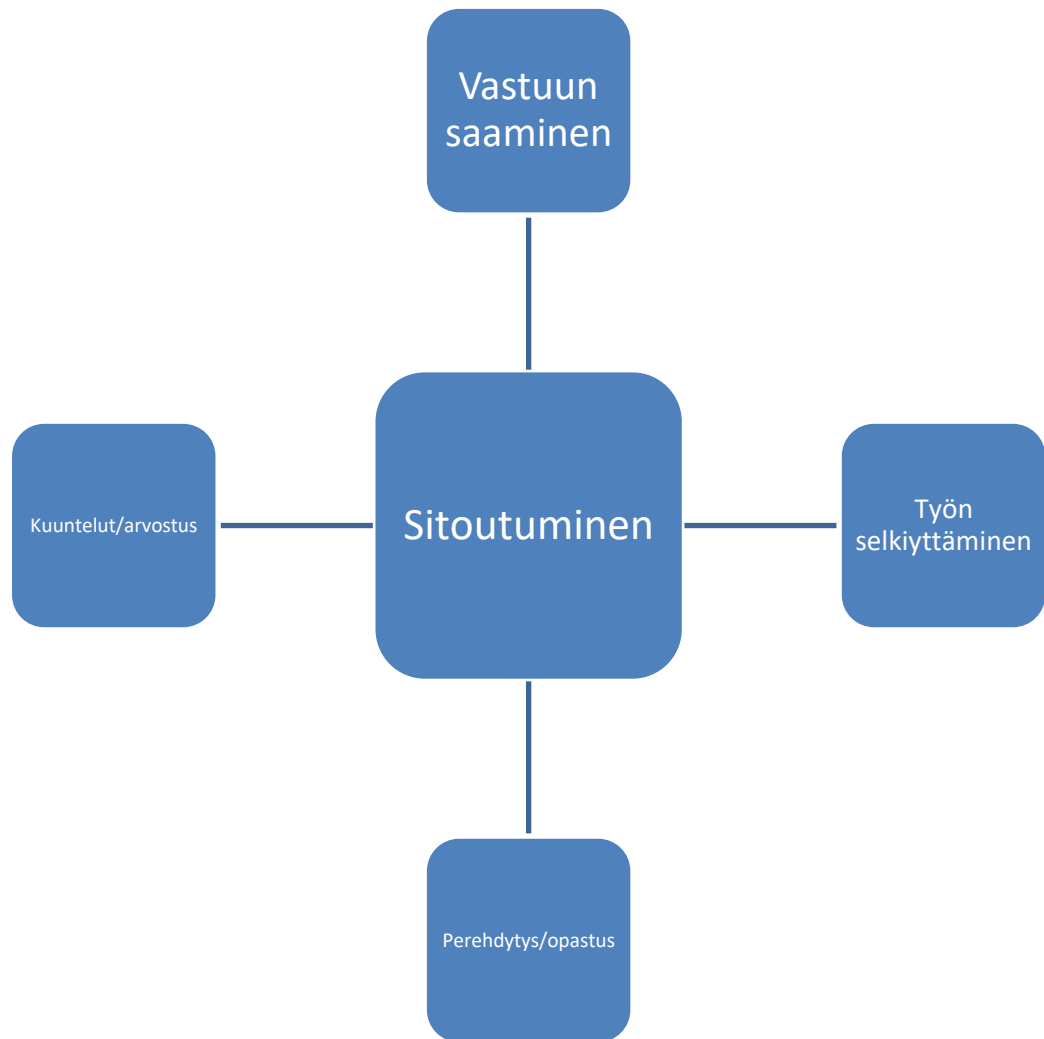 Vastuun
saaminen
Kuuntelut/arvostus
Sitoutuminen
Työn
selkiyttäminen
Perehdytys/opastus